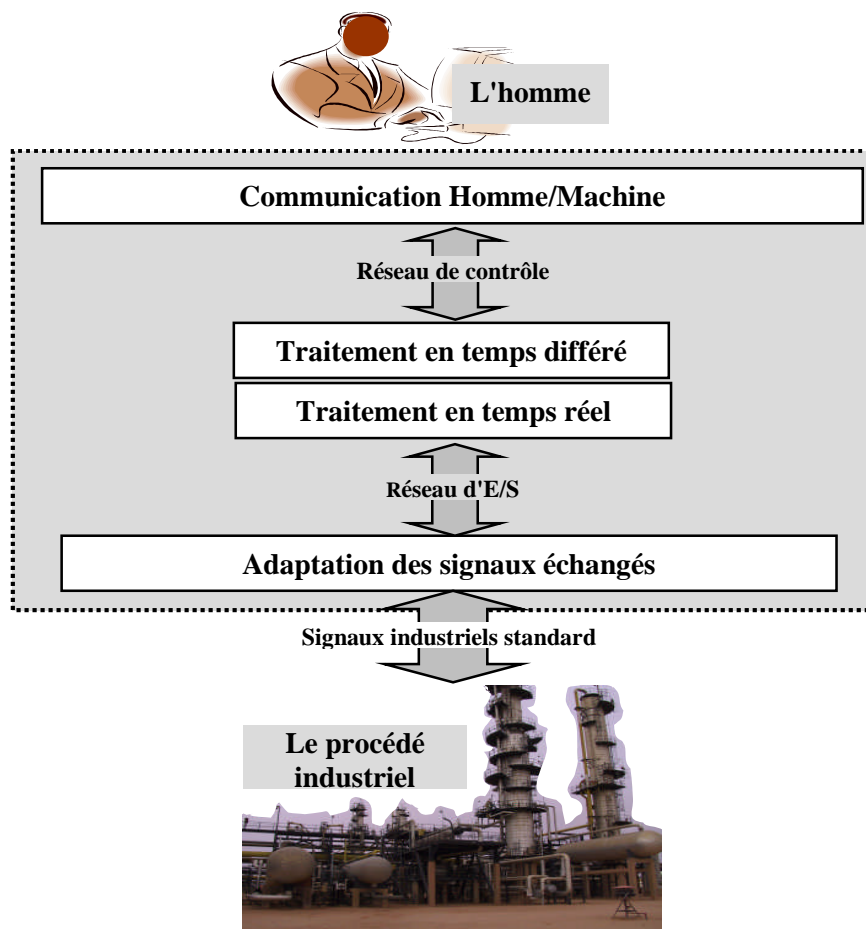 L'homme
Communication Homme/Machine
Réseau de contrôle
Traitement en temps différé
Traitement en temps réel
Réseau d'E/S
Adaptation des signaux échangés
Signaux industriels standard
Le procédé
industriel